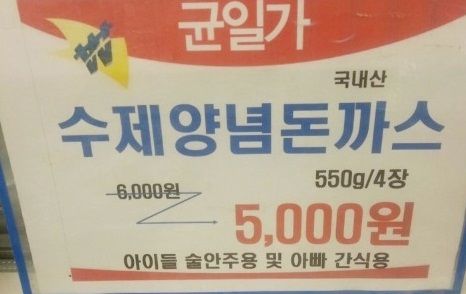 균일가
국내산
수제양념돈까스
550g/4장
6,000원
5,000원
아이들 술안주용 및 아빠 간식용